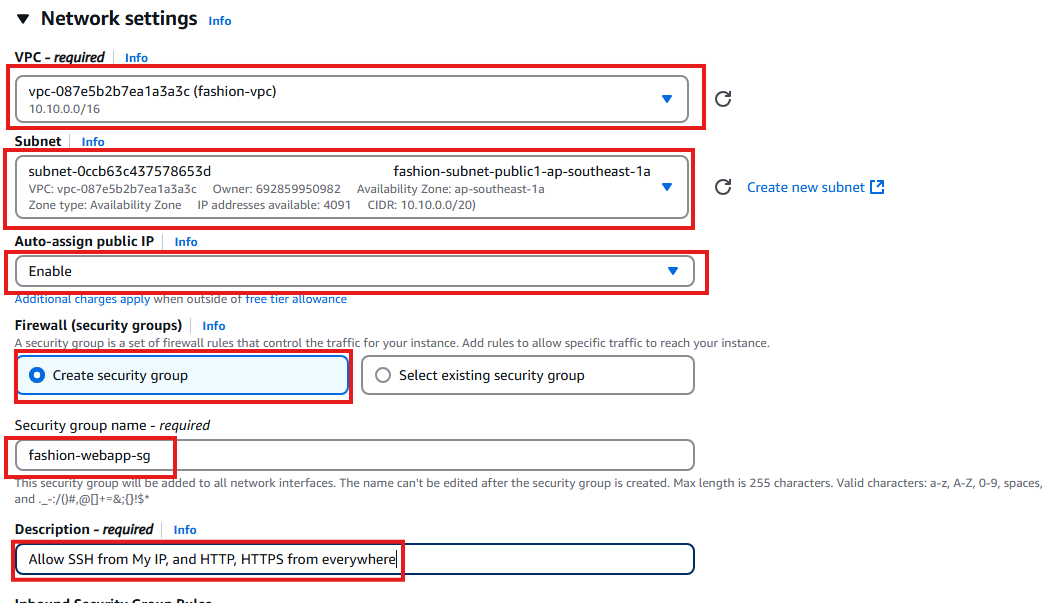 Network settings Info
VPC - required Info
vpc-087e5b2b7ea1a3a3c (fashion-vpc)
10.10.0.0/16
Subnet Info
subnet-0ccb63c437578653d fashion-subnet-public1-ap-southeast-1a
VPC: vpc-087e5b2b7ea1a3a3c Owner: 692859950982 Availability Zone: ap-southeast-1a
Zone type: Availability Zone IP addresses available: 4091 CIDR: 10.10.0.0/20)
Create new subnet
Auto-assign public IP Info
Enable
Additional charges apply when outside of free tier allowance
Firewall (security groups) Info
A security group is a set of firewall rules that control the traffic for your instance. Add rules to allow specific traffic to reach your instance.
Create security group
Select existing security group
Security group name - required
fashion-webapp-sg
This security group will be added to all network interfaces. The name can't be edited after the security group is created. Max length is 255 characters. Valid characters: a-z, A-Z, 0-9, spaces,
and ._-:/()#,@[]+=&;{}!$*
Description - required Info
Allow SSH from My IP, and HTTP, HTTPS from everywhere
Inbound Security Group Rules